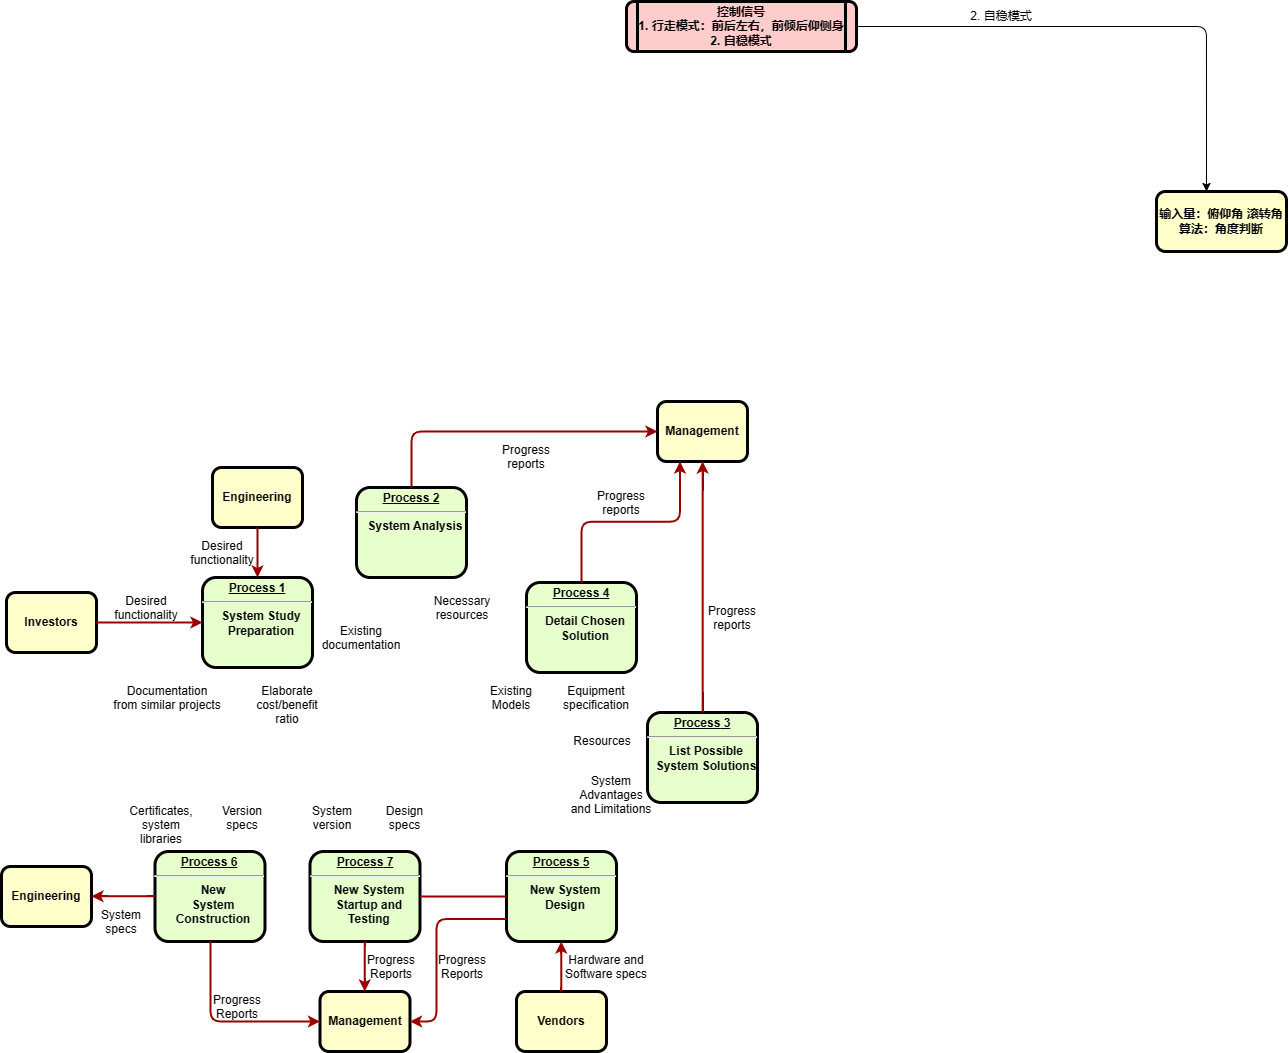 控制信号
1. 行走模式：前后左右，前倾后仰侧身
2. 自稳模式
2. 自稳模式
输入量：俯仰角 滚转角
算法：角度判断
Management
Progress
reports
Engineering
Process 2
System Analysis
Progress
reports
Desired
functionality
Process 1
System Study
Preparation
Investors
Desired
functionality
Existing
documentation
Necessary
resources
Process 4
Detail Chosen
Solution
Progress
reports
Documentation
from similar projects
Elaborate
cost/benefit
ratio
Existing
Models
Equipment
specification
Process 3
List Possible
System Solutions
Resources
System
Advantages
and Limitations
Certificates,
system
libraries
Version
specs
System
version
Design
specs
Process 6
New
System
Construction
Process 7
New System
Startup and
Testing
Process 5
New System
Design
Engineering
System
specs
Progress
Reports
Progress
Reports
Hardware and
Software specs
Progress
Reports
Management
Vendors